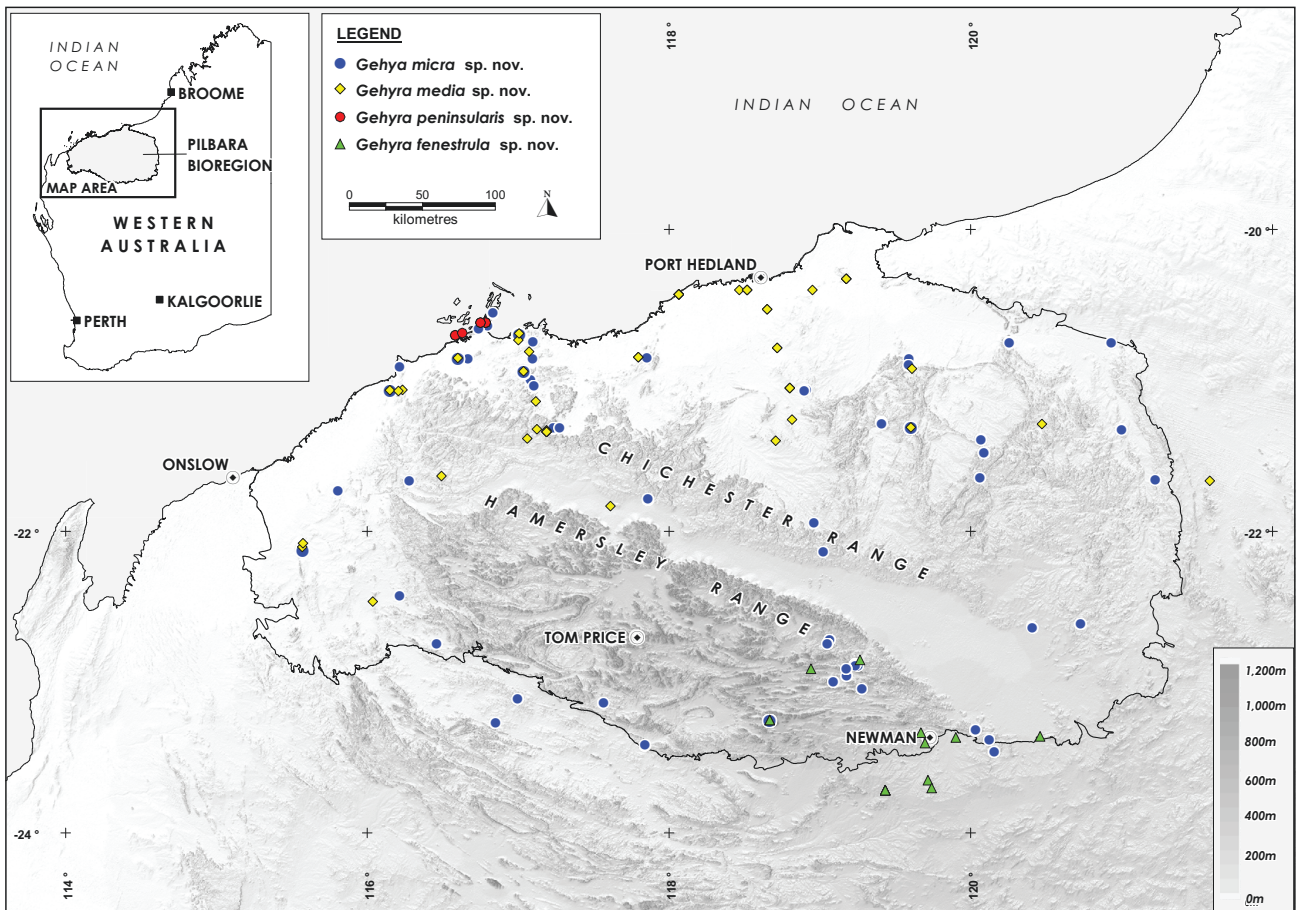 INDIAN
OCEAN
BROOME
PILBARA
BIOREGION
MAP AREA
WESTERN
AUSTRALIA
KALGOORLIE
PERTH
LEGEND
Gehya micra sp. nov.
Gehyra media sp. nov.
Gehyra peninsularis sp. nov.
Gehyra fenestrula sp. nov.
0 50 100
kilometres
N
118
120
INDIAN OCEAN
-20°
PORT HEDLAND
ONSLOW
CHICHESTER RANGE
HAMERSLEY RANGE
-22°
-22°
TOM PRICE
NEWMAN
-24°
114°
116°
118°
120°
1,200m
1,000m
800m
600m
400m
200m
0m